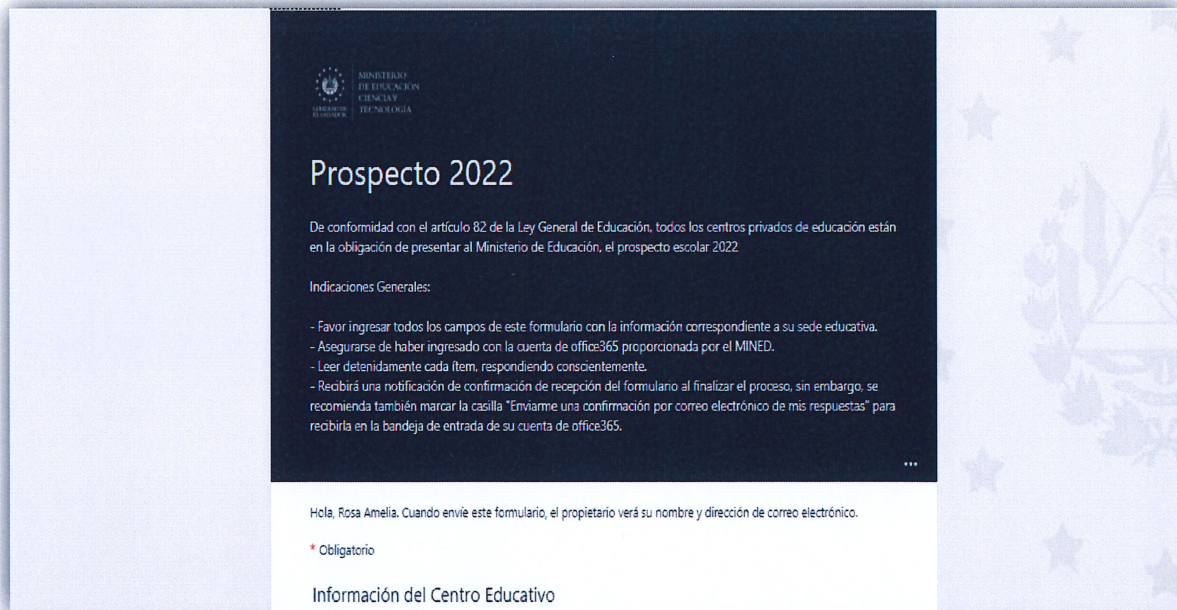 MINISTERIO
DE EDUCACIÓN
CIENCIA Y
TECNOLOGÍA
GOBIERNO DE
EL SALVADOR
Prospecto 2022
De conformidad con el artículo 82 de la Ley General de Educación, todos los centros privados de educación están
en la obligación de presentar al Ministerio de Educación, el prospecto escolar 2022
Indicaciones Generales:
- Favor ingresar todos los campos de este formulario con la información correspondiente a su sede educativa.
- Asegurarse de haber ingresado con la cuenta de office365 proporcionada por el MINED.
- Leer detenidamente cada ítem, respondiendo conscientemente.
- Recibirá una notificación de confirmación de recepción del formulario al finalizar el proceso, sin embargo, se
recomienda también marcar la casilla "Enviarme una confirmación por correo electrónico de mis respuestas" para
recibirla en la bandeja de entrada de su cuenta de office365.
...
Hola, Rosa Amelia. Cuando envíe este formulario, el propietario verá su nombre y dirección de correo electrónico.
* Obligatorio
Información del Centro Educativo